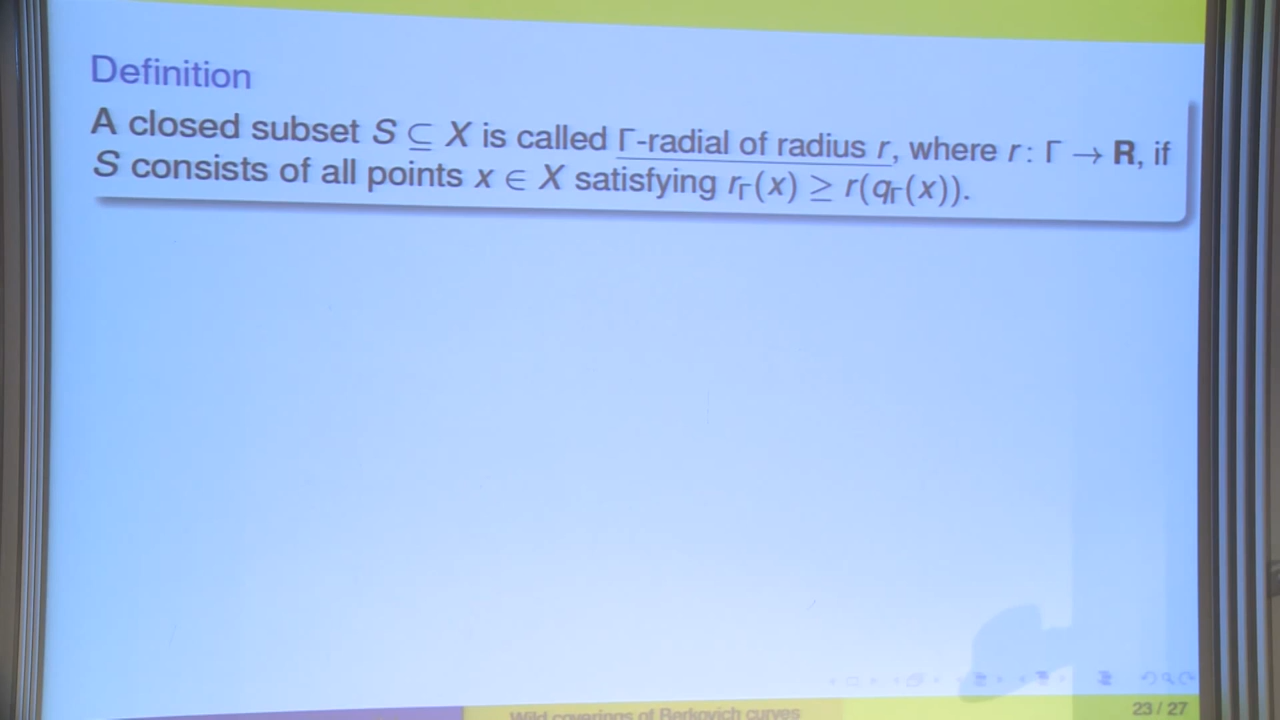 Definition
A closed subset S ⊆ X is called Γ-radial of radius r, where r: Γ → R, if
S consists of all points x ∈ X satisfying r_Γ(x) ≥ r(q_Γ(x)).
Wild coverings of Berkovich curves
23 / 27